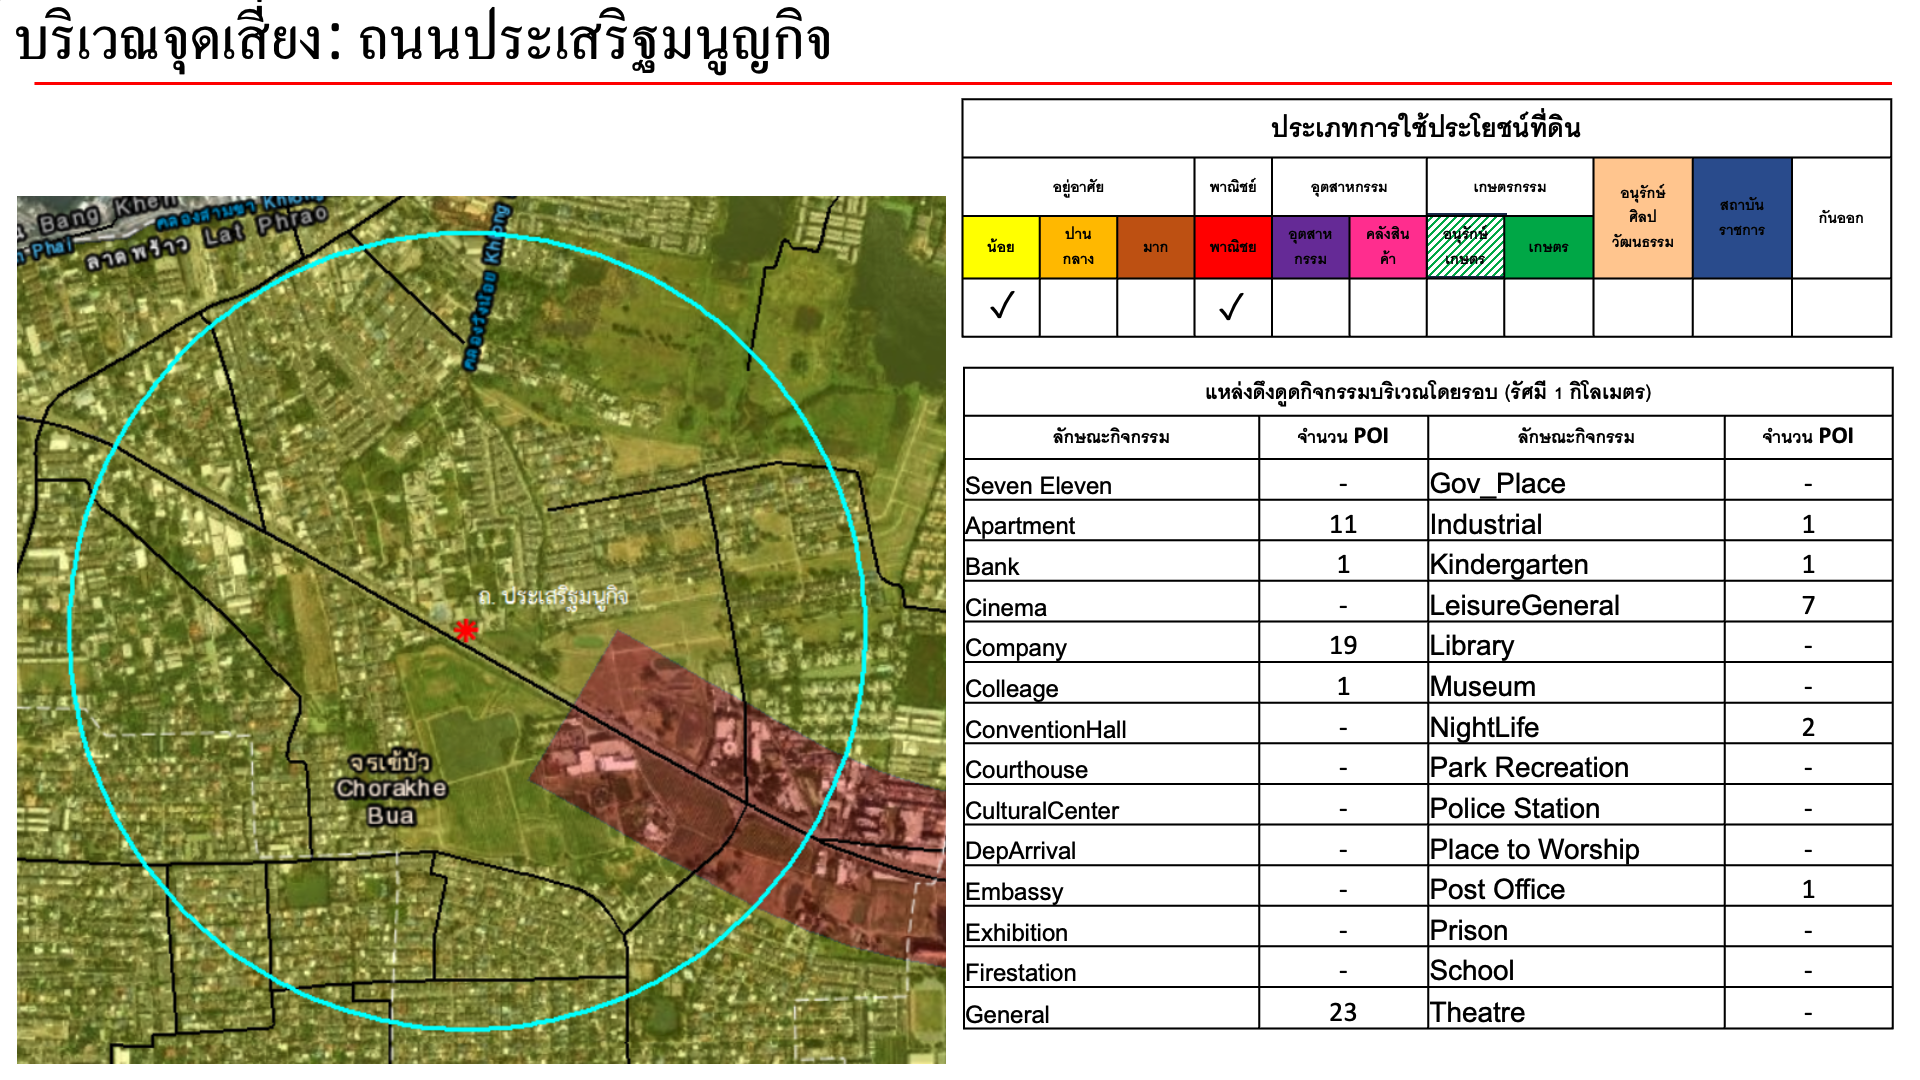 บริเวณจุดเสี่ยง: ถนนประเสริฐมนูญกิจ
ประเภทการใช้ประโยชน์ที่ดิน
อยู่อาศัย พาณิชย์ อุตสาหกรรม เกษตรกรรม อนุรักษ์ศิลปวัฒนธรรม สถาบันราชการ กันออก
น้อย ปานกลาง มาก พาณิชย อุตสาหกรรม คลังสินค้า อนุรักษ์เกษตร เกษตร
✓ ✓
แหล่งดึงดูดกิจกรรมบริเวณโดยรอบ (รัศมี 1 กิโลเมตร)
ลักษณะกิจกรรม จำนวน POI ลักษณะกิจกรรม จำนวน POI
Seven Eleven - Gov_Place -
Apartment 11 Industrial 1
Bank 1 Kindergarten 1
Cinema - LeisureGeneral 7
Company 19 Library -
Colleage 1 Museum -
ConventionHall - NightLife 2
Courthouse - Park Recreation -
CulturalCenter - Police Station -
DepArrival - Place to Worship -
Embassy - Post Office 1
Exhibition - Prison -
Firestation - School -
General 23 Theatre -
Bang Khen
คลองสามขา
ลาดพร้าว Lat Phrao
Phai
คลองวังน้อย Khlong
ถ. ประเสริฐมนูกิจ
จรเข้บัว
Chorakhe
Bua